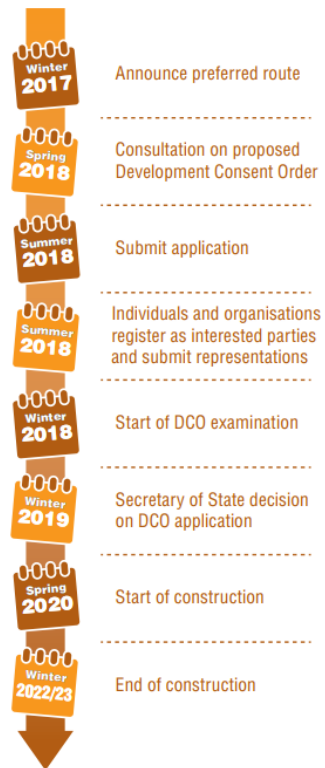 Winter
2017
Announce preferred route
Spring
2018
Consultation on proposed
Development Consent Order
Summer
2018
Submit application
Summer
2018
Individuals and organisations
register as interested parties
and submit representations
Winter
2018
Start of DCO examination
Winter
2019
Secretary of State decision
on DCO application
Spring
2020
Start of construction
Winter
2022/23
End of construction